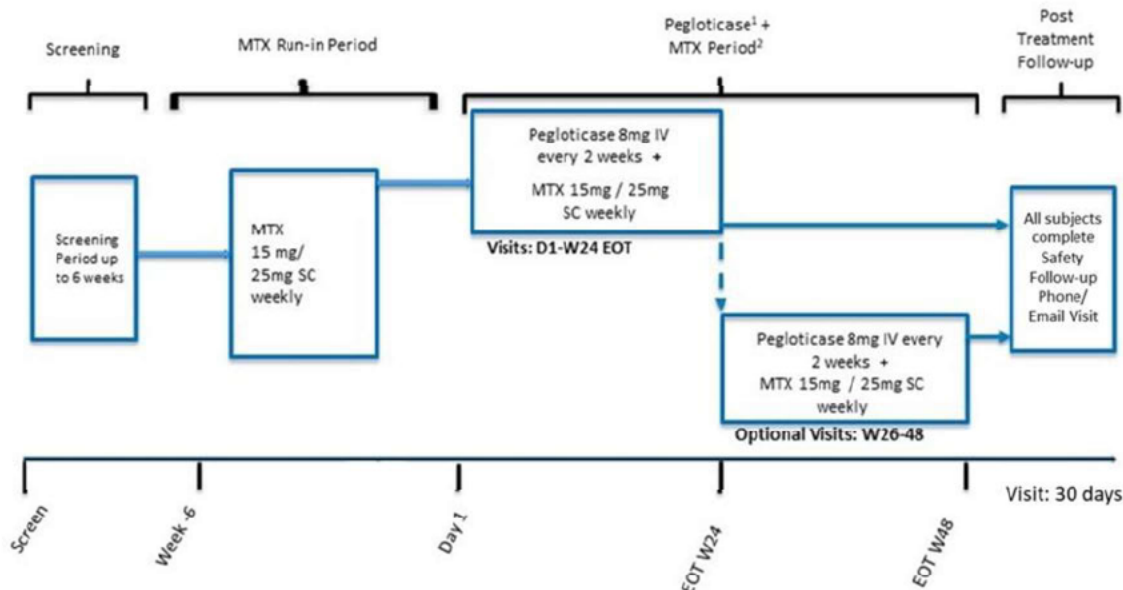 Screening
MTX Run-in Period
Pegloticase¹ +
MTX Period²
Post
Treatment
Follow-up
Screening
Period up
to 6 weeks
MTX
15 mg/
25mg SC
weekly
Pegloticase 8mg IV
every 2 weeks +
MTX 15mg / 25mg
SC weekly
Visits: D1-W24 EOT
Pegloticase 8mg IV every
2 weeks +
MTX 15mg / 25mg SC
weekly
Optional Visits: W26-48
All subjects
complete
Safety
Follow-up
Phone/
Email Visit
Screen
Week -6
Day 1
EOT W24
EOT W48
Visit: 30 days